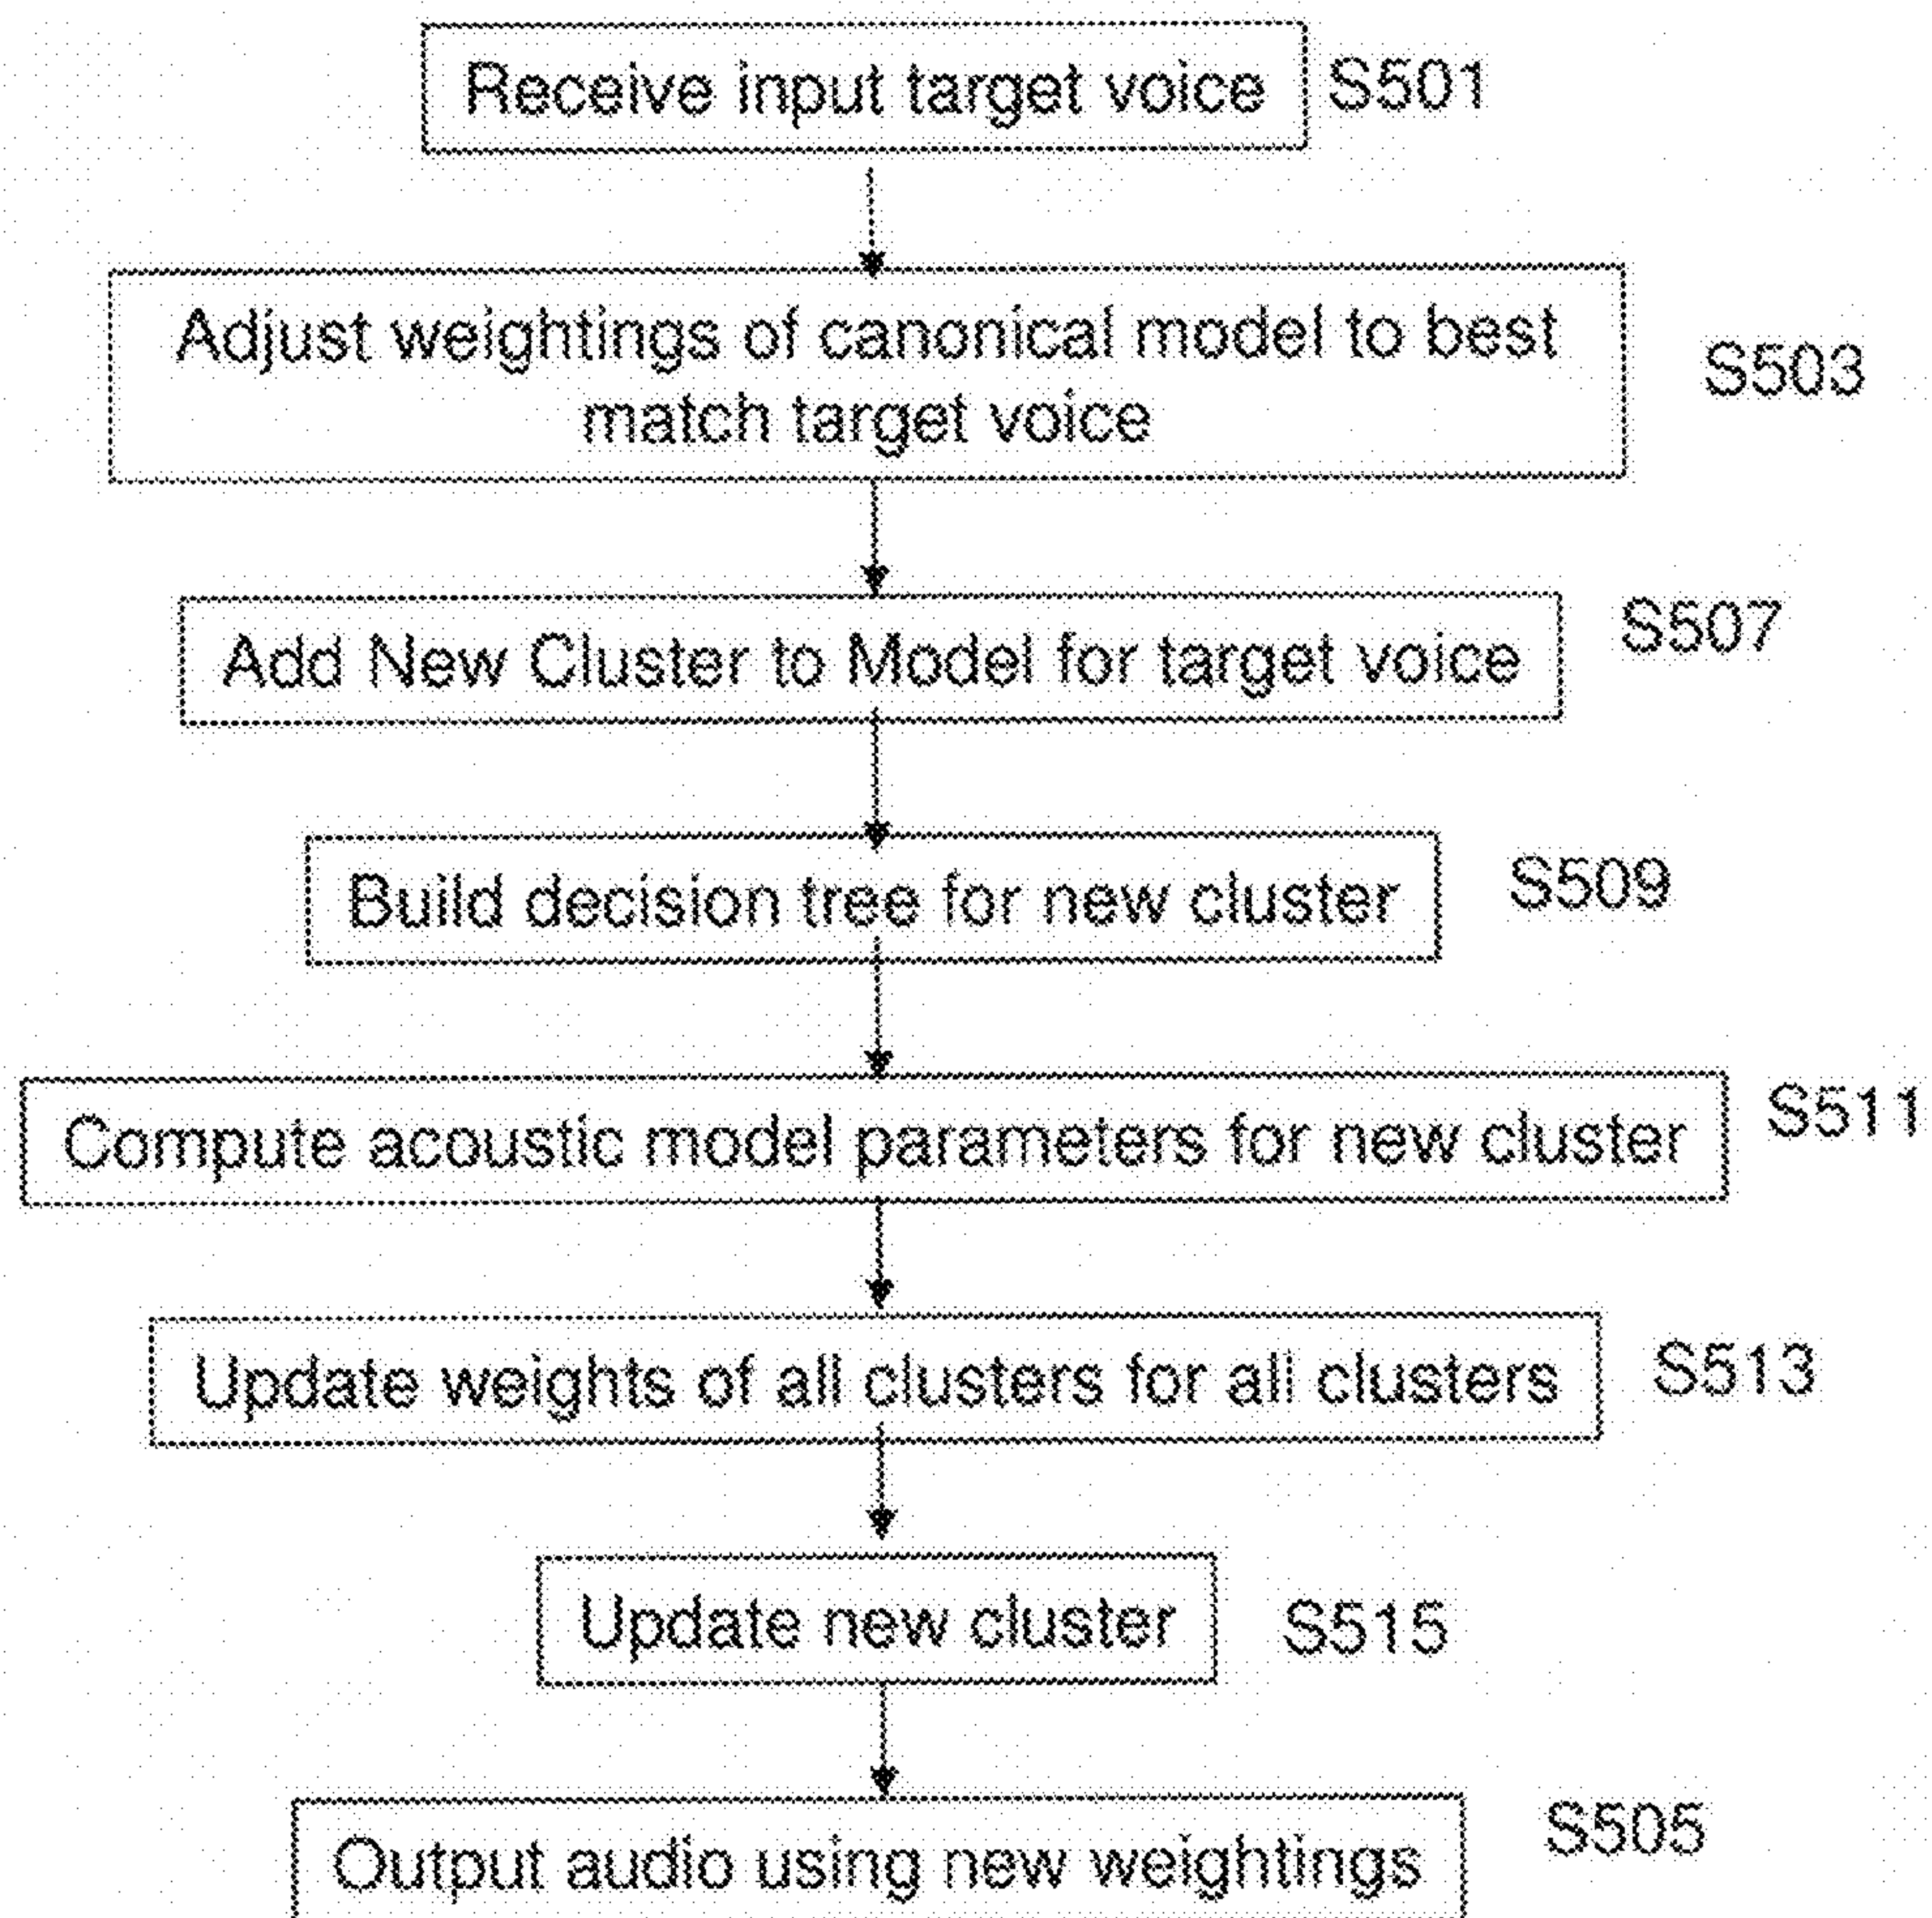 Receive input target voice S501
Adjust weightings of canonical model to best
match target voice
S503
Add New Cluster to Model for target voice S507
Build decision tree for new cluster S509
Compute acoustic model parameters for new cluster S511
Update weights of all clusters for all clusters S513
Update new cluster S515
Output audio using new weightings S505